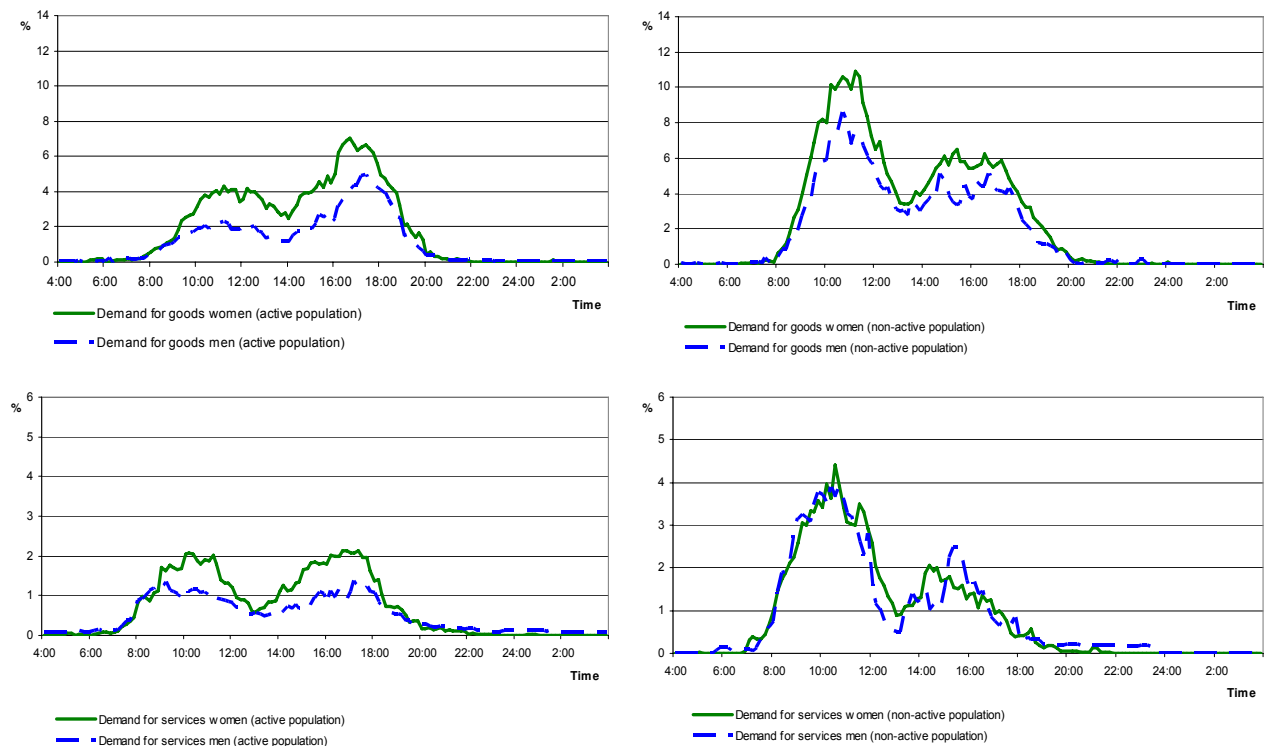 %
14
12
10
8
6
4
2
0
4:00 6:00 8:00 10:00 12:00 14:00 16:00 18:00 20:00 22:00 24:00 2:00
Time
Demand for goods women (active population)
Demand for goods men (active population)
%
14
12
10
8
6
4
2
0
4:00 6:00 8:00 10:00 12:00 14:00 16:00 18:00 20:00 22:00 24:00 2:00
Time
Demand for goods women (non-active population)
Demand for goods men (non-active population)
%
6
5
4
3
2
1
0
4:00 6:00 8:00 10:00 12:00 14:00 16:00 18:00 20:00 22:00 24:00 2:00
Time
Demand for services women (active population)
Demand for services men (active population)
%
6
5
4
3
2
1
0
4:00 6:00 8:00 10:00 12:00 14:00 16:00 18:00 20:00 22:00 24:00 2:00
Time
Demand for services women (non-active population)
Demand for services men (non-active population)